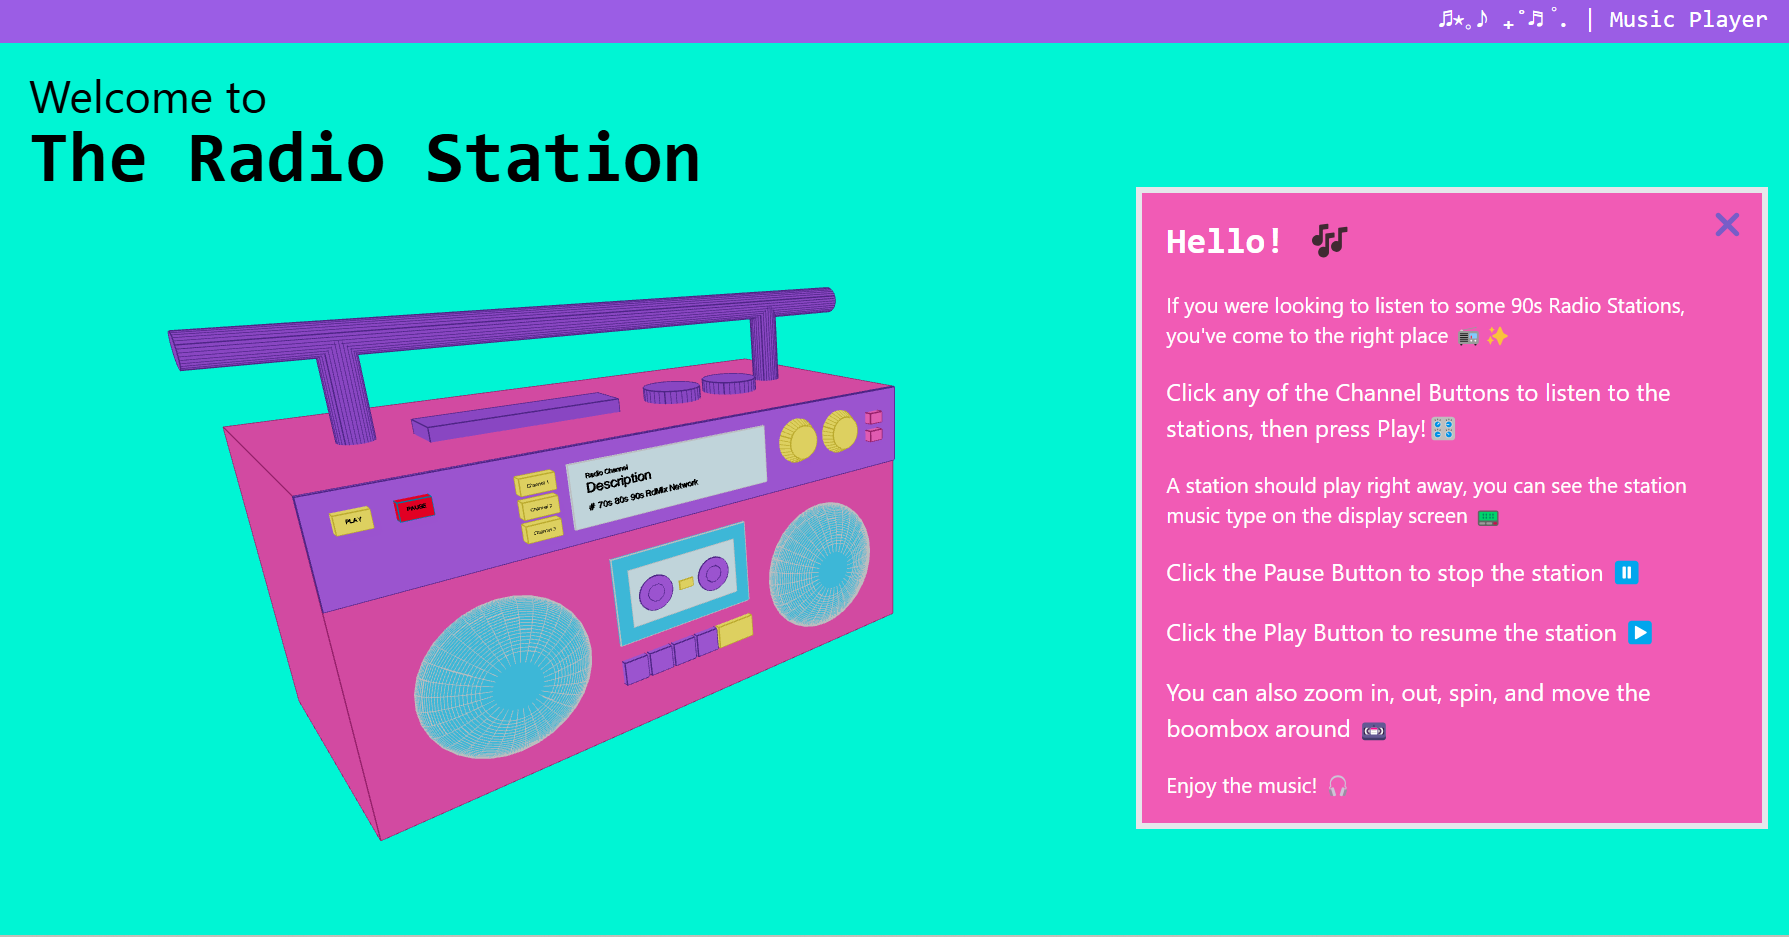 ♬⋆｡♪ ₊˚♬ ﾟ. | Music Player
Welcome to
The Radio Station
Hello! 🎶
If you were looking to listen to some 90s Radio Stations,
you've come to the right place 📻 ✨
Click any of the Channel Buttons to listen to the
stations, then press Play!🎛️
A station should play right away, you can see the station
music type on the display screen 📟
Click the Pause Button to stop the station ⏸️
Click the Play Button to resume the station ▶️
You can also zoom in, out, spin, and move the
boombox around 📼
Enjoy the music! 🎧
PLAY
PAUSE
Channel 1
Channel 2
Channel 3
Radio Channel
Description
# 70s 80s 90s RdMix Network